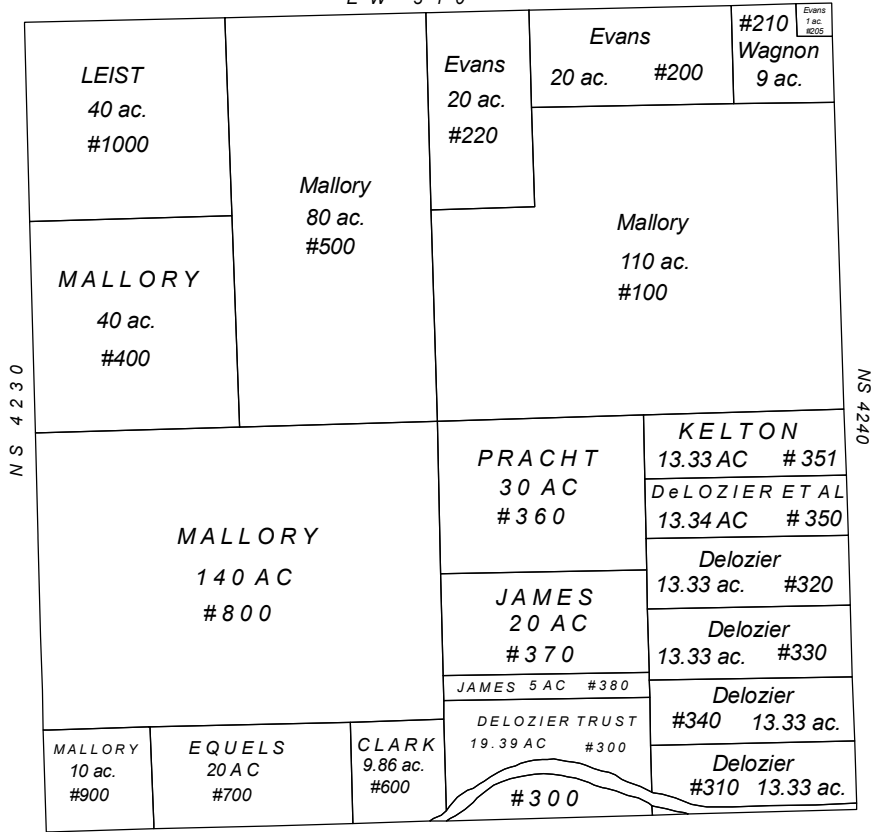 LEIST
40 ac.
#1000
Mallory
80 ac.
#500
Evans
20 ac.
#220
Evans
20 ac. #200
#210
Wagnon
9 ac.
Evans
1 ac.
#205
MALLORY
40 ac.
#400
Mallory
110 ac.
#100
NS 4230
NS 4240
MALLORY
140 AC
#800
PRACHT
30 AC
#360
KELTON
13.33 AC #351
DeLOZIER ET AL
13.34 AC #350
Delozier
13.33 ac. #320
JAMES
20 AC
#370
Delozier
13.33 ac. #330
JAMES 5 AC #380
Delozier
#340 13.33 ac.
MALLORY
10 ac.
#900
EQUELS
20 AC
#700
CLARK
9.86 ac.
#600
DELOZIER TRUST
19.39 AC #300
#300
Delozier
#310 13.33 ac.